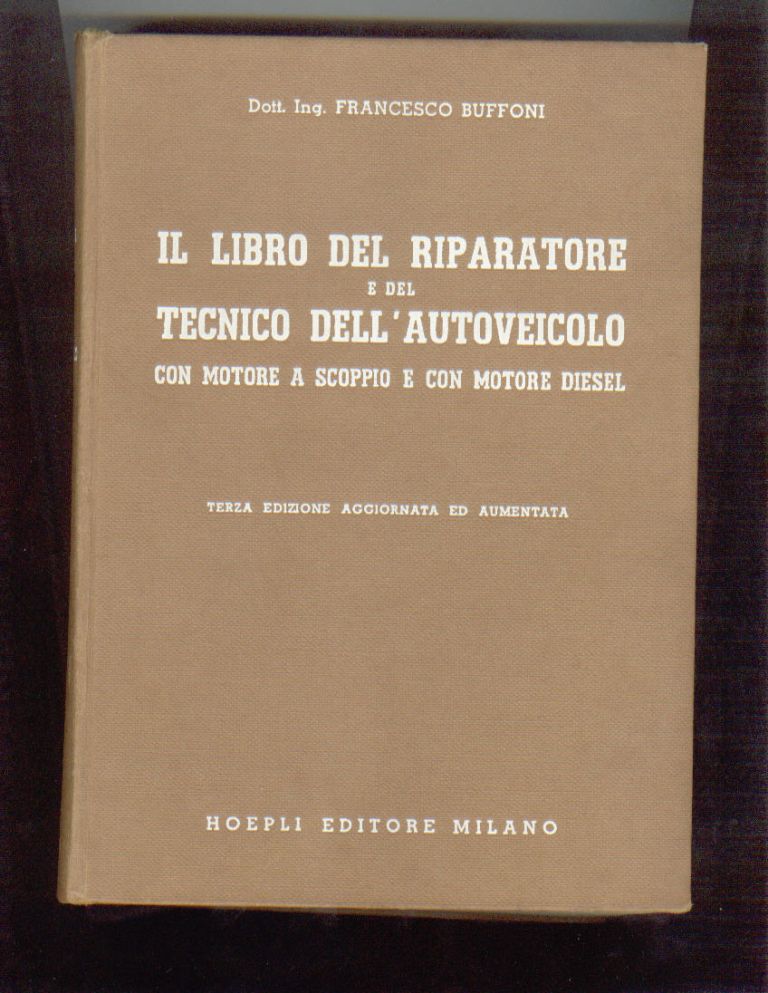 Dott. Ing. FRANCESCO BUFFONI
IL LIBRO DEL RIPARATORE
E DEL
TECNICO DELL'AUTOVEICOLO
CON MOTORE A SCOPPIO E CON MOTORE DIESEL
TERZA EDIZIONE AGGIORNATA ED AUMENTATA
HOEPLI EDITORE MILANO